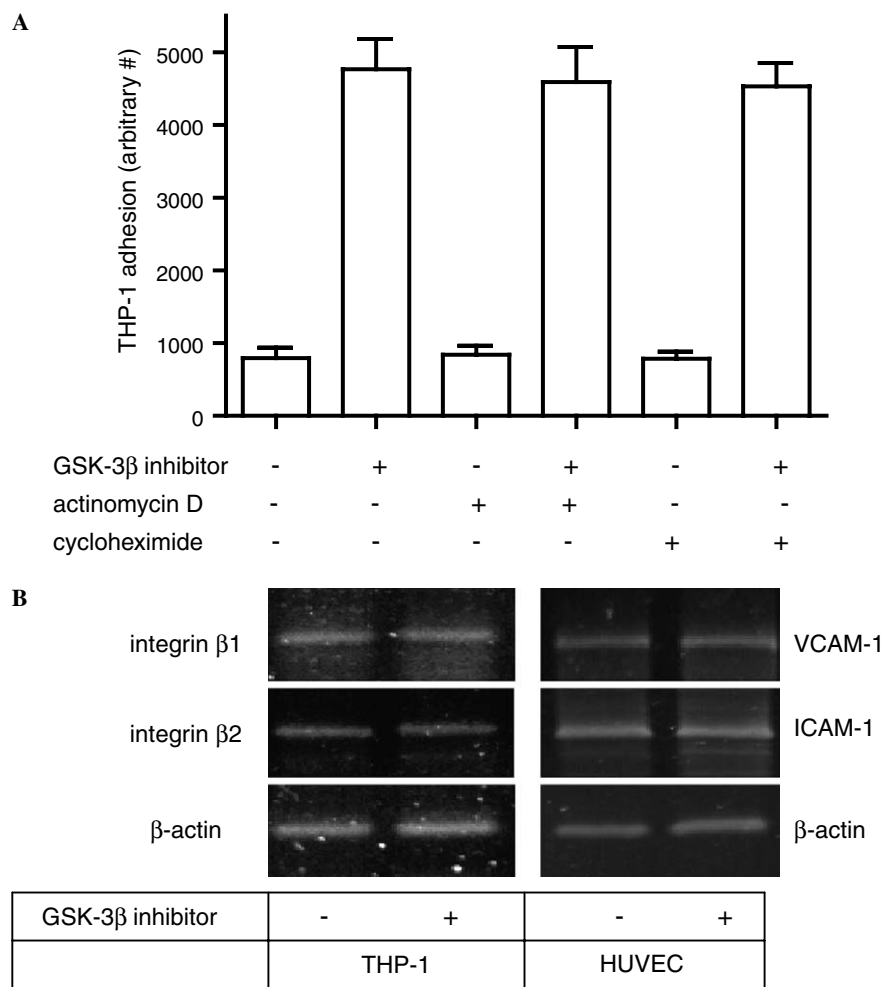 A
THP-1 adhesion (arbitrary #)
5000
4000
3000
2000
1000
0
GSK-3β inhibitor - + - + - +
actinomycin D - - + + - -
cycloheximide - - - - + +
B
integrin β1 VCAM-1
integrin β2 ICAM-1
β-actin β-actin
GSK-3β inhibitor - + - +
THP-1 HUVEC